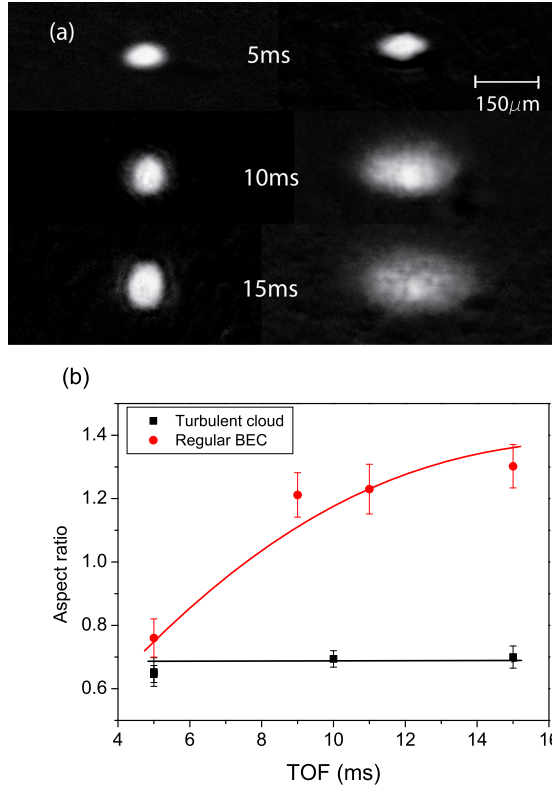 (a)
5ms
150μm
10ms
15ms
(b)
Turbulent cloud
Regular BEC
1.4
1.2
1.0
0.8
0.6
Aspect ratio
4 6 8 10 12 14 16
TOF (ms)